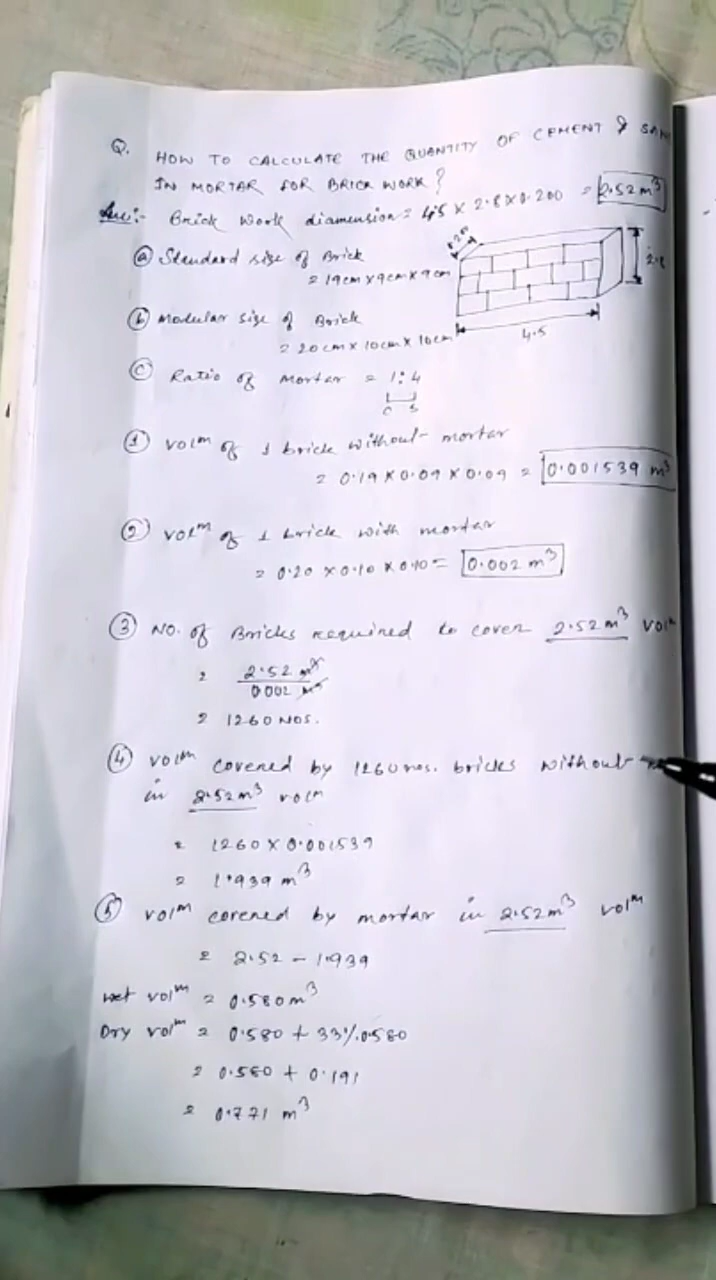 Q. HOW TO CALCULATE THE QUANTITY OF CEMENT & SAN
IN MORTAR FOR BRICK WORK?
Ans:- Brick work diamension = 4.5 × 2.8 × 0.200 = 2.52 m³
(a) Standard size of Brick
= 19cm × 9cm × 9cm
0.20
2.8
4.5
(b) Modular size of Brick
= 20cm × 10cm × 10cm
(c) Ratio of mortar = 1:4
C S
(1) Volm of 1 brick without mortar
= 0.19 × 0.09 × 0.09 = 0.001539 m³
(2) Volm of 1 brick with mortar
= 0.20 × 0.10 × 0.10 = 0.002 m³
(3) NO. of Bricks required to cover 2.52 m³ Volm
= 2.52 m³
0.002 m³
= 1260 NOS.
(4) Volm covered by 1260 nos. bricks without
in 2.52m³ volm
= 1260 × 0.001539
= 1.939 m³
(5) Volm covered by mortar in 2.52m³ volm
= 2.52 - 1.939
wet volm = 0.580 m³
Dry volm = 0.580 + 33% 0.580
= 0.580 + 0.191
= 0.771 m³